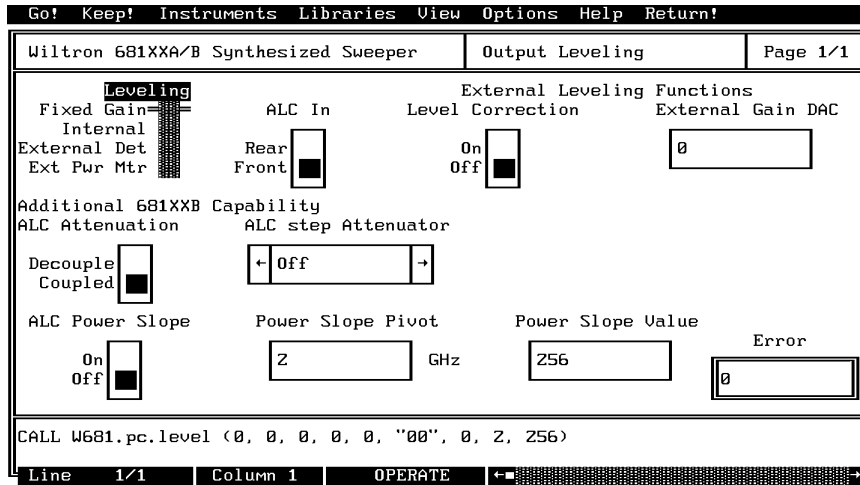 Go! Keep! Instruments Libraries View Options Help Return!
Wiltron 681XXA/B Synthesized Sweeper Output Leveling Page 1/1
Leveling
Fixed Gain
Internal
External Det
Ext Pwr Mtr
ALC In
Rear
Front
External Leveling Functions
Level Correction External Gain DAC
On
Off
0
Additional 681XXB Capability
ALC Attenuation ALC step Attenuator
Decouple
Coupled
← Off →
ALC Power Slope Power Slope Pivot Power Slope Value
On
Off
2 GHz
256
Error
0
CALL W681.pc.level (0, 0, 0, 0, 0, "00", 0, 2, 256)
Line 1/1 Column 1 OPERATE ← →